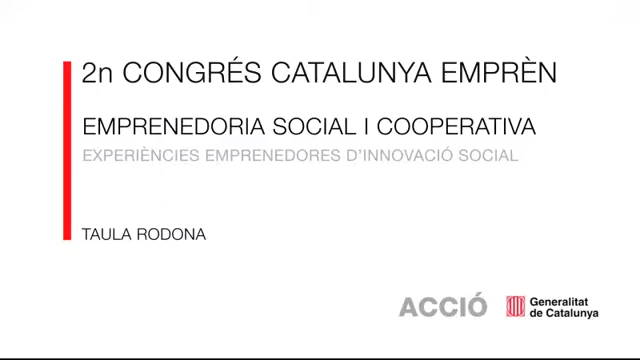 2n CONGRÉS CATALUNYA EMPRÈN
EMPRENEDORIA SOCIAL I COOPERATIVA
EXPERIÈNCIES EMPRENEDORES D'INNOVACIÓ SOCIAL
TAULA RODONA
ACCIÓ
Generalitat
de Catalunya